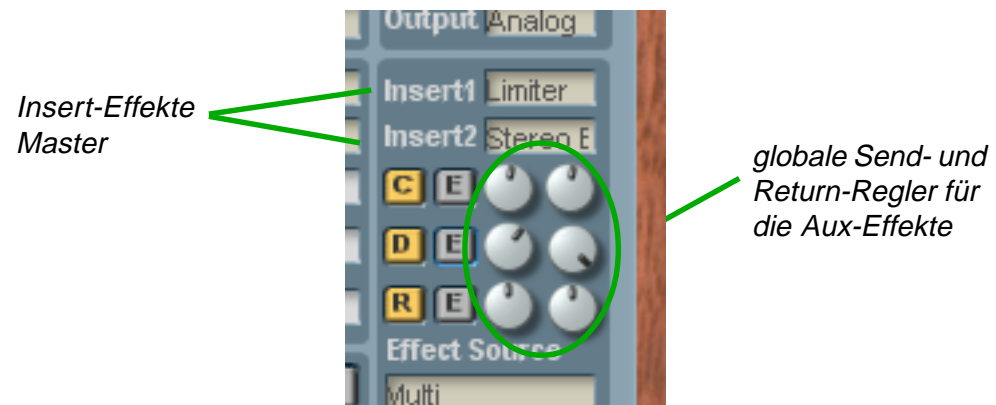 Output Analog
Insert1 Limiter
Insert2 Stereo E
C E
D E
R E
Effect Source
Multi
Insert-Effekte
Master
globale Send- und
Return-Regler für
die Aux-Effekte